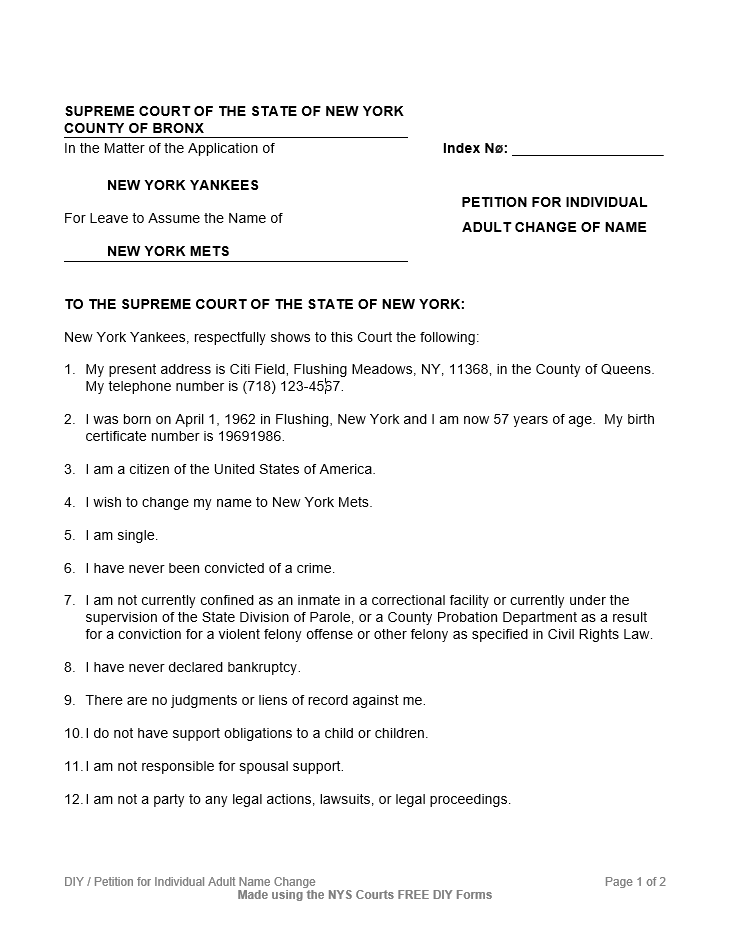 SUPREME COURT OF THE STATE OF NEW YORK
COUNTY OF BRONX
In the Matter of the Application of
Index Nø: ___________________
NEW YORK YANKEES
PETITION FOR INDIVIDUAL
For Leave to Assume the Name of
ADULT CHANGE OF NAME
NEW YORK METS
TO THE SUPREME COURT OF THE STATE OF NEW YORK:
New York Yankees, respectfully shows to this Court the following:
1. My present address is Citi Field, Flushing Meadows, NY, 11368, in the County of Queens.
My telephone number is (718) 123-4567.
2. I was born on April 1, 1962 in Flushing, New York and I am now 57 years of age. My birth
certificate number is 19691986.
3. I am a citizen of the United States of America.
4. I wish to change my name to New York Mets.
5. I am single.
6. I have never been convicted of a crime.
7. I am not currently confined as an inmate in a correctional facility or currently under the
supervision of the State Division of Parole, or a County Probation Department as a result
for a conviction for a violent felony offense or other felony as specified in Civil Rights Law.
8. I have never declared bankruptcy.
9. There are no judgments or liens of record against me.
10. I do not have support obligations to a child or children.
11. I am not responsible for spousal support.
12. I am not a party to any legal actions, lawsuits, or legal proceedings.
DIY / Petition for Individual Adult Name Change
Page 1 of 2
Made using the NYS Courts FREE DIY Forms